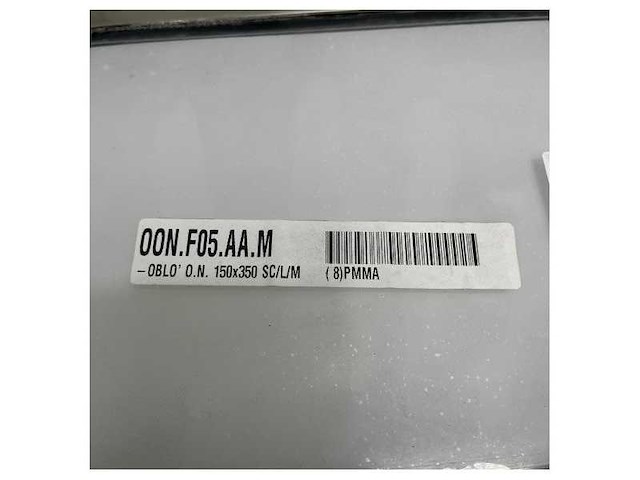 OON.F05.AA.M
-OBLO' O.N. 150x350 SC/L/M ( 8)PMMA